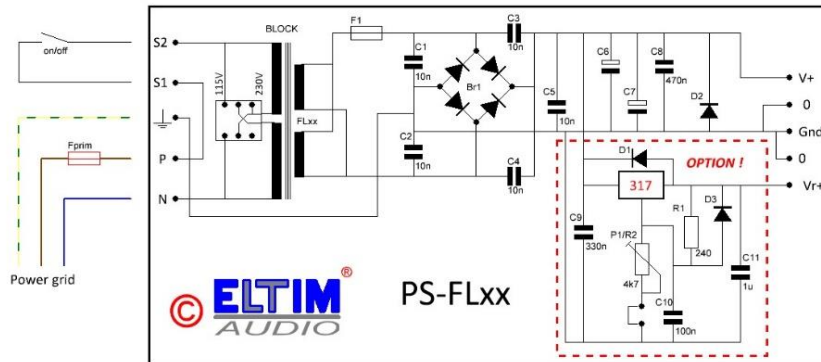 on/off
Fprim
Power grid
S2
S1
P
N
115V
230V
BLOCK
FLxx
F1
C1
10n
C2
10n
Br1
C3
10n
C4
10n
C5
10n
C6
C7
C8
470n
D2
V+
0
Gnd
0
Vr+
OPTION !
D1
317
C9
330n
P1/R2
4k7
R1
240
D3
C10
100n
C11
1u
© ELTIM ®
AUDIO
PS-FLxx